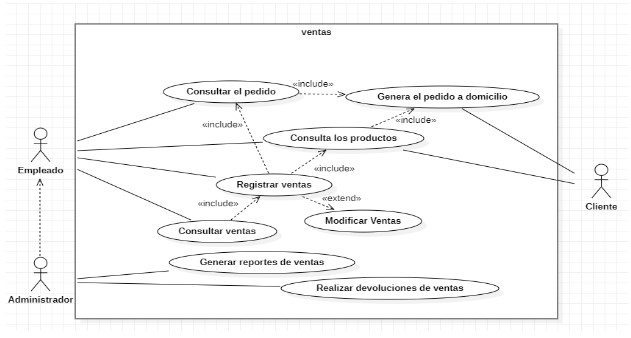 ventas
Consultar el pedido
«include»
Genera el pedido a domicilio
«include»
«include»
Consulta los productos
Empleado
«include»
Registrar ventas
«include»
«extend»
Cliente
Modificar Ventas
Consultar ventas
Generar reportes de ventas
Realizar devoluciones de ventas
Administrador